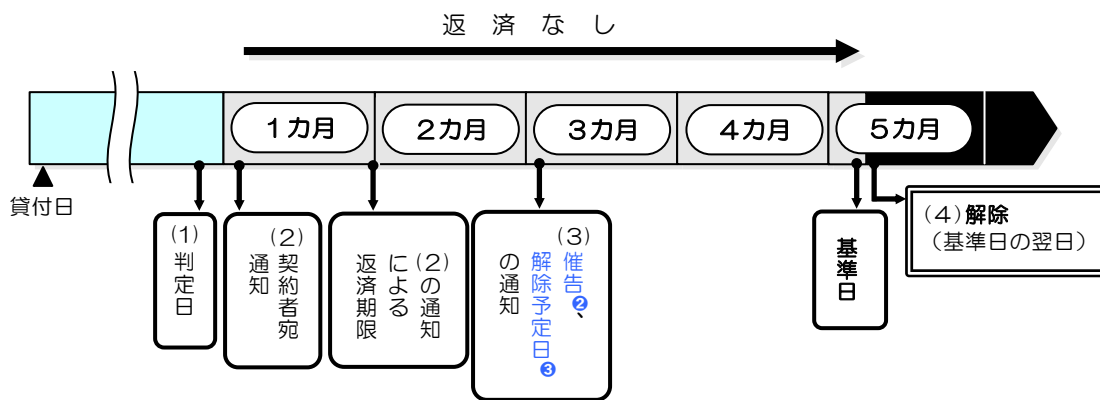 返済なし
1カ月
2カ月
3カ月
4カ月
5カ月
貸付日
(1)
判定日
(2)
契約者宛
通知
(2)の通知
による
返済期限
(3)
催告❷、
解除予定日❸
の通知
基準日
(4)解除
（基準日の翌日）